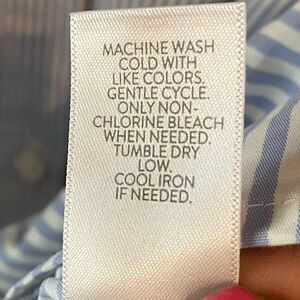 MACHINE WASH
COLD WITH
LIKE COLORS.
GENTLE CYCLE.
ONLY NON-
CHLORINE BLEACH
WHEN NEEDED.
TUMBLE DRY
LOW.
COOL IRON
IF NEEDED.